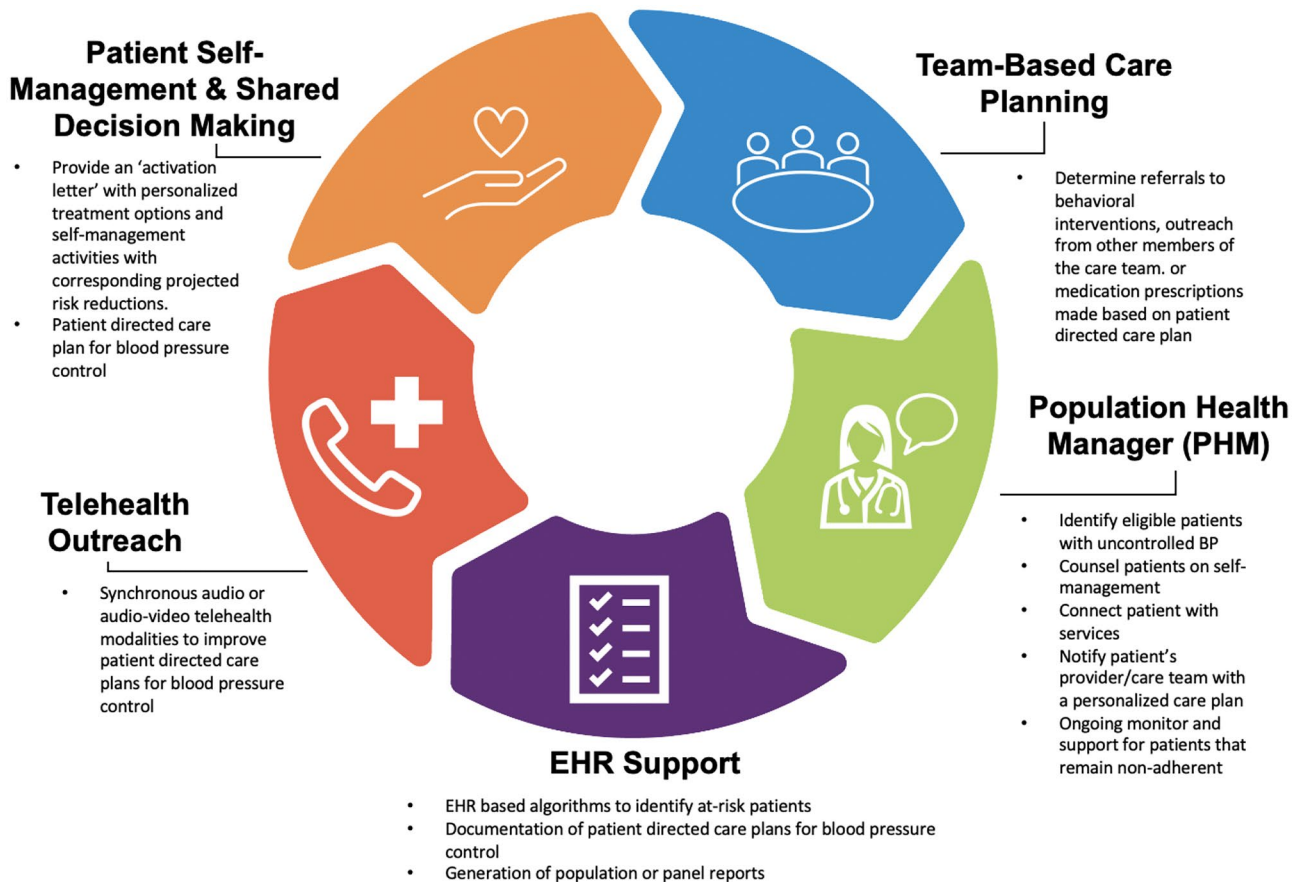 Patient Self-
Management & Shared
Decision Making
• Provide an ‘activation
letter’ with personalized
treatment options and
self-management
activities with
corresponding projected
risk reductions.
• Patient directed care
plan for blood pressure
control
Team-Based Care
Planning
• Determine referrals to
behavioral
interventions, outreach
from other members of
the care team. or
medication prescriptions
made based on patient
directed care plan
Population Health
Manager (PHM)
• Identify eligible patients
with uncontrolled BP
• Counsel patients on self-
management
• Connect patient with
services
• Notify patient’s
provider/care team with
a personalized care plan
• Ongoing monitor and
support for patients that
remain non-adherent
Telehealth
Outreach
• Synchronous audio or
audio-video telehealth
modalities to improve
patient directed care
plans for blood pressure
control
EHR Support
• EHR based algorithms to identify at-risk patients
• Documentation of patient directed care plans for blood pressure
control
• Generation of population or panel reports